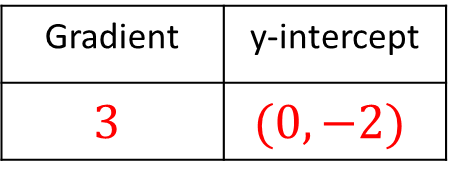 Gradient y-intercept
3 (0, −2)